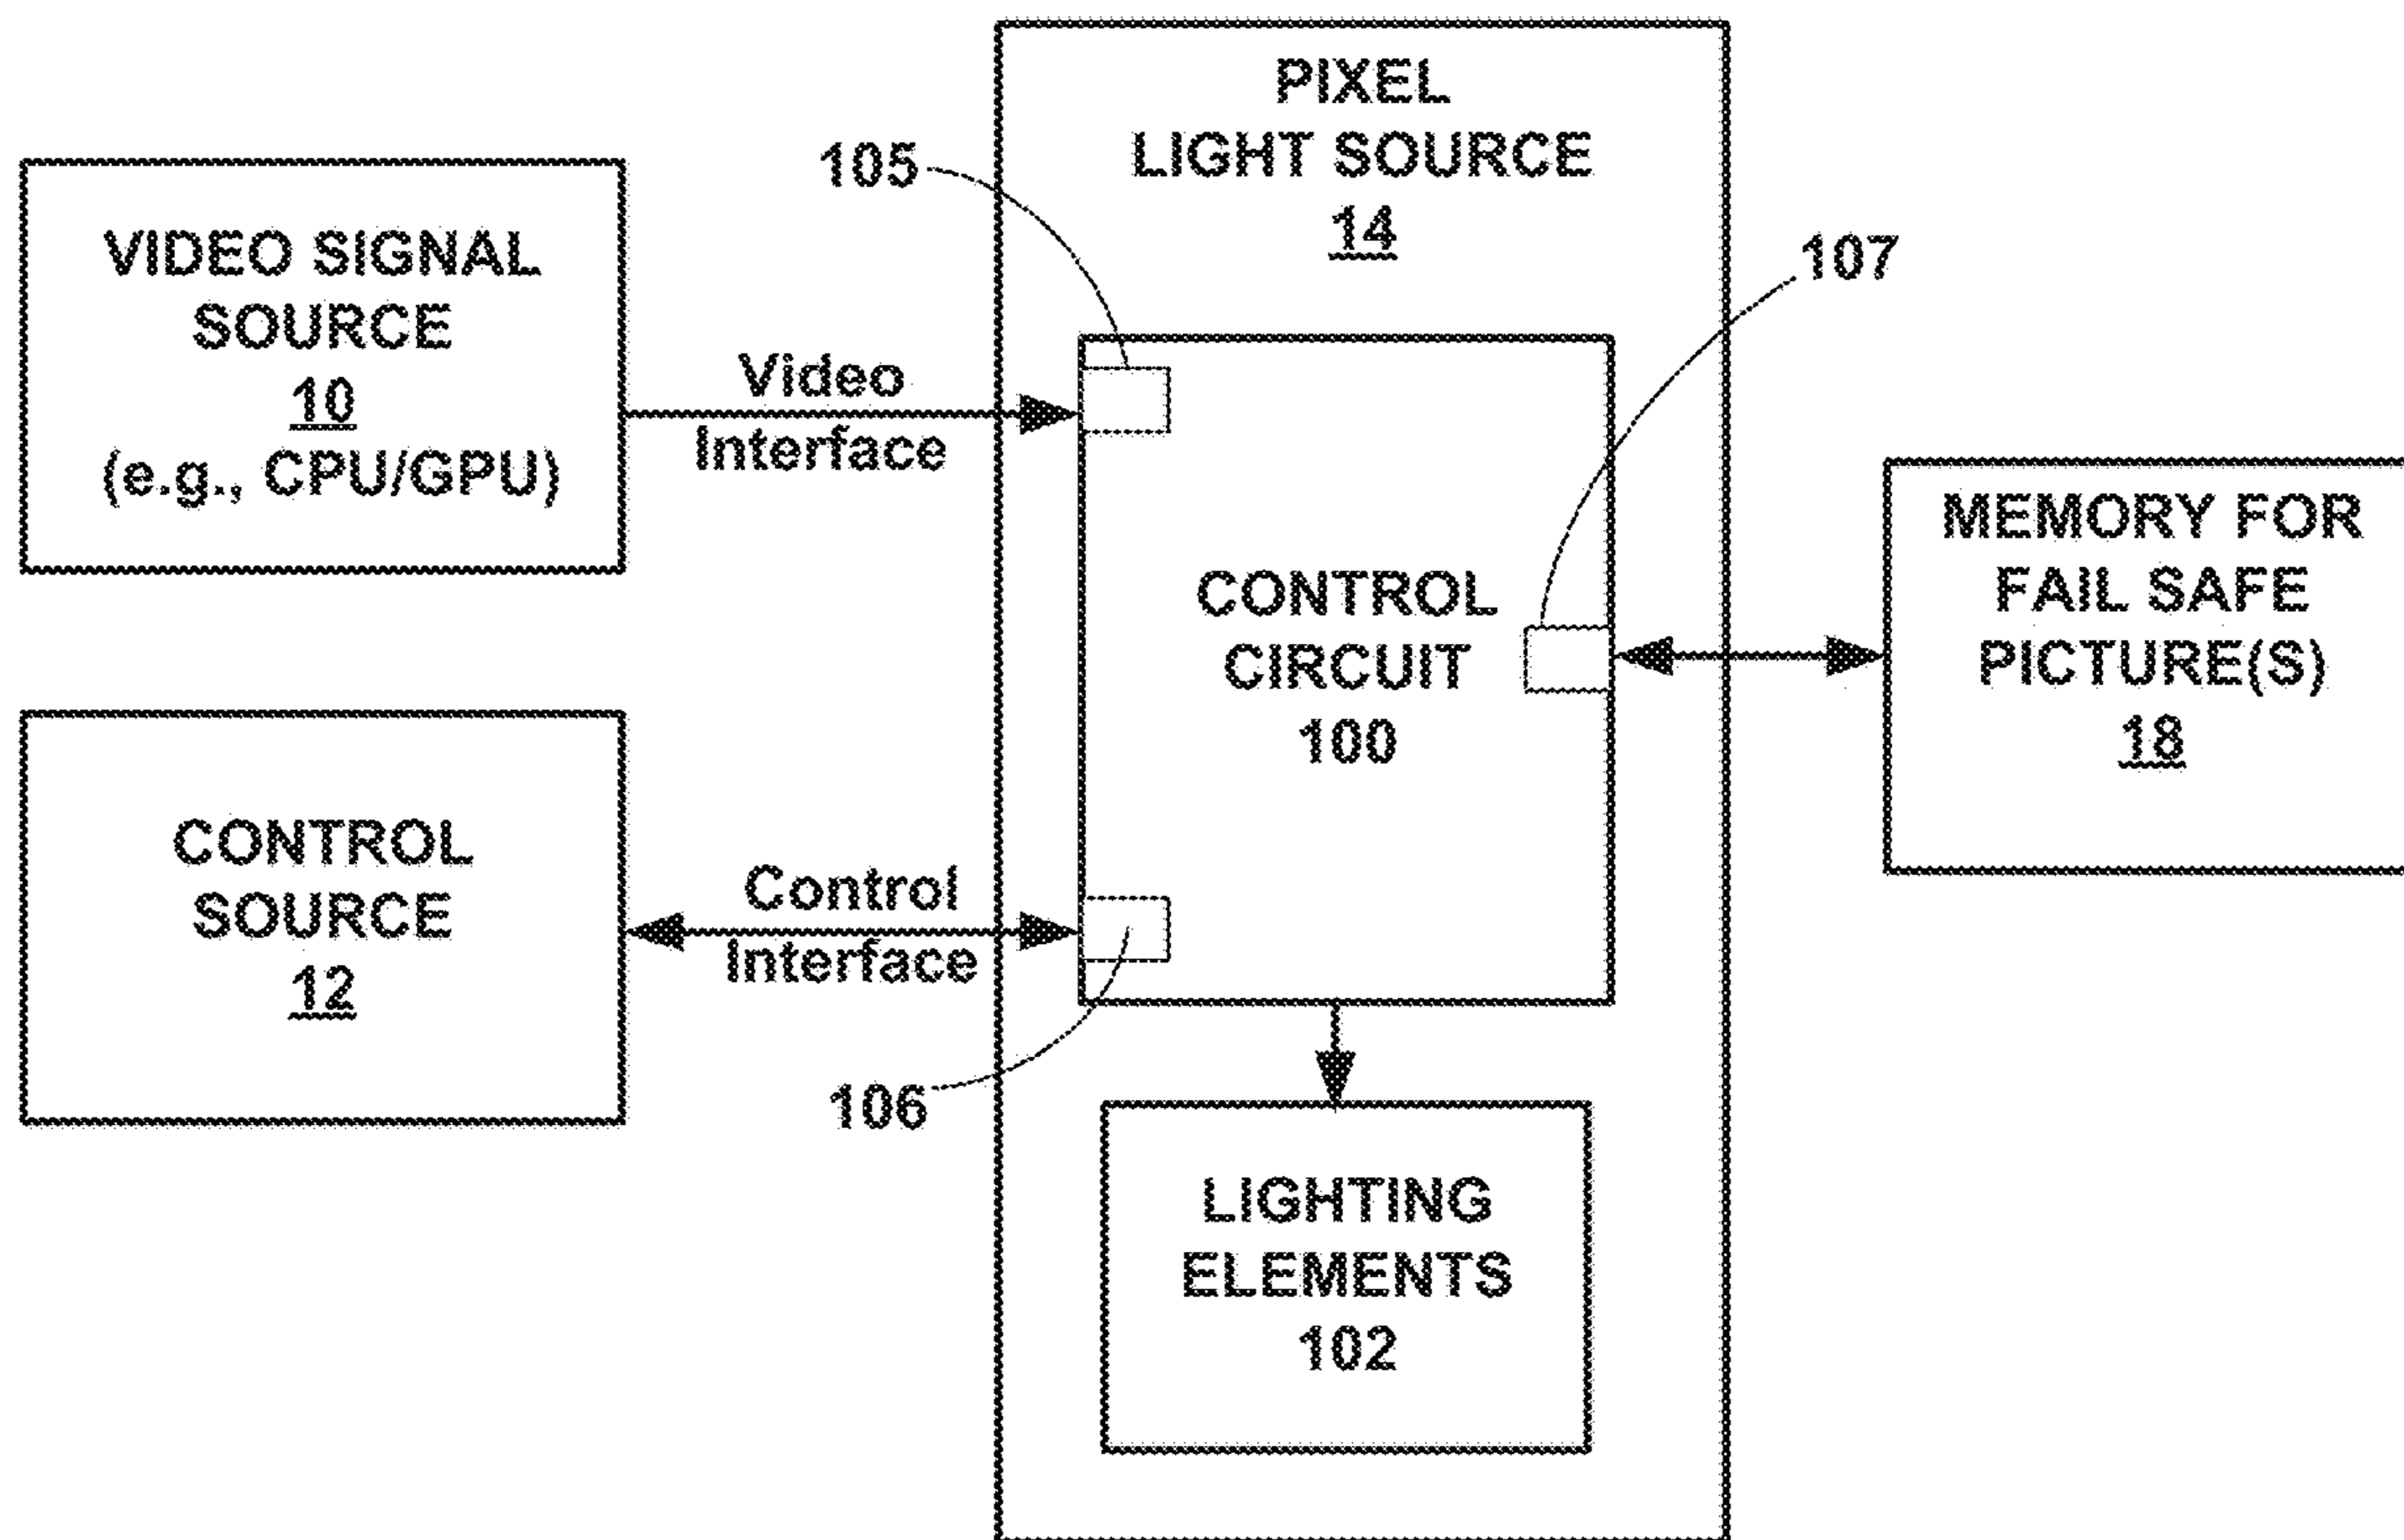 PIXEL
LIGHT SOURCE
14
105
107
VIDEO SIGNAL
SOURCE
10
(e.g., CPU/GPU)
Video
Interface
CONTROL
CIRCUIT
100
MEMORY FOR
FAIL SAFE
PICTURE(S)
18
CONTROL
SOURCE
12
Control
Interface
106
LIGHTING
ELEMENTS
102